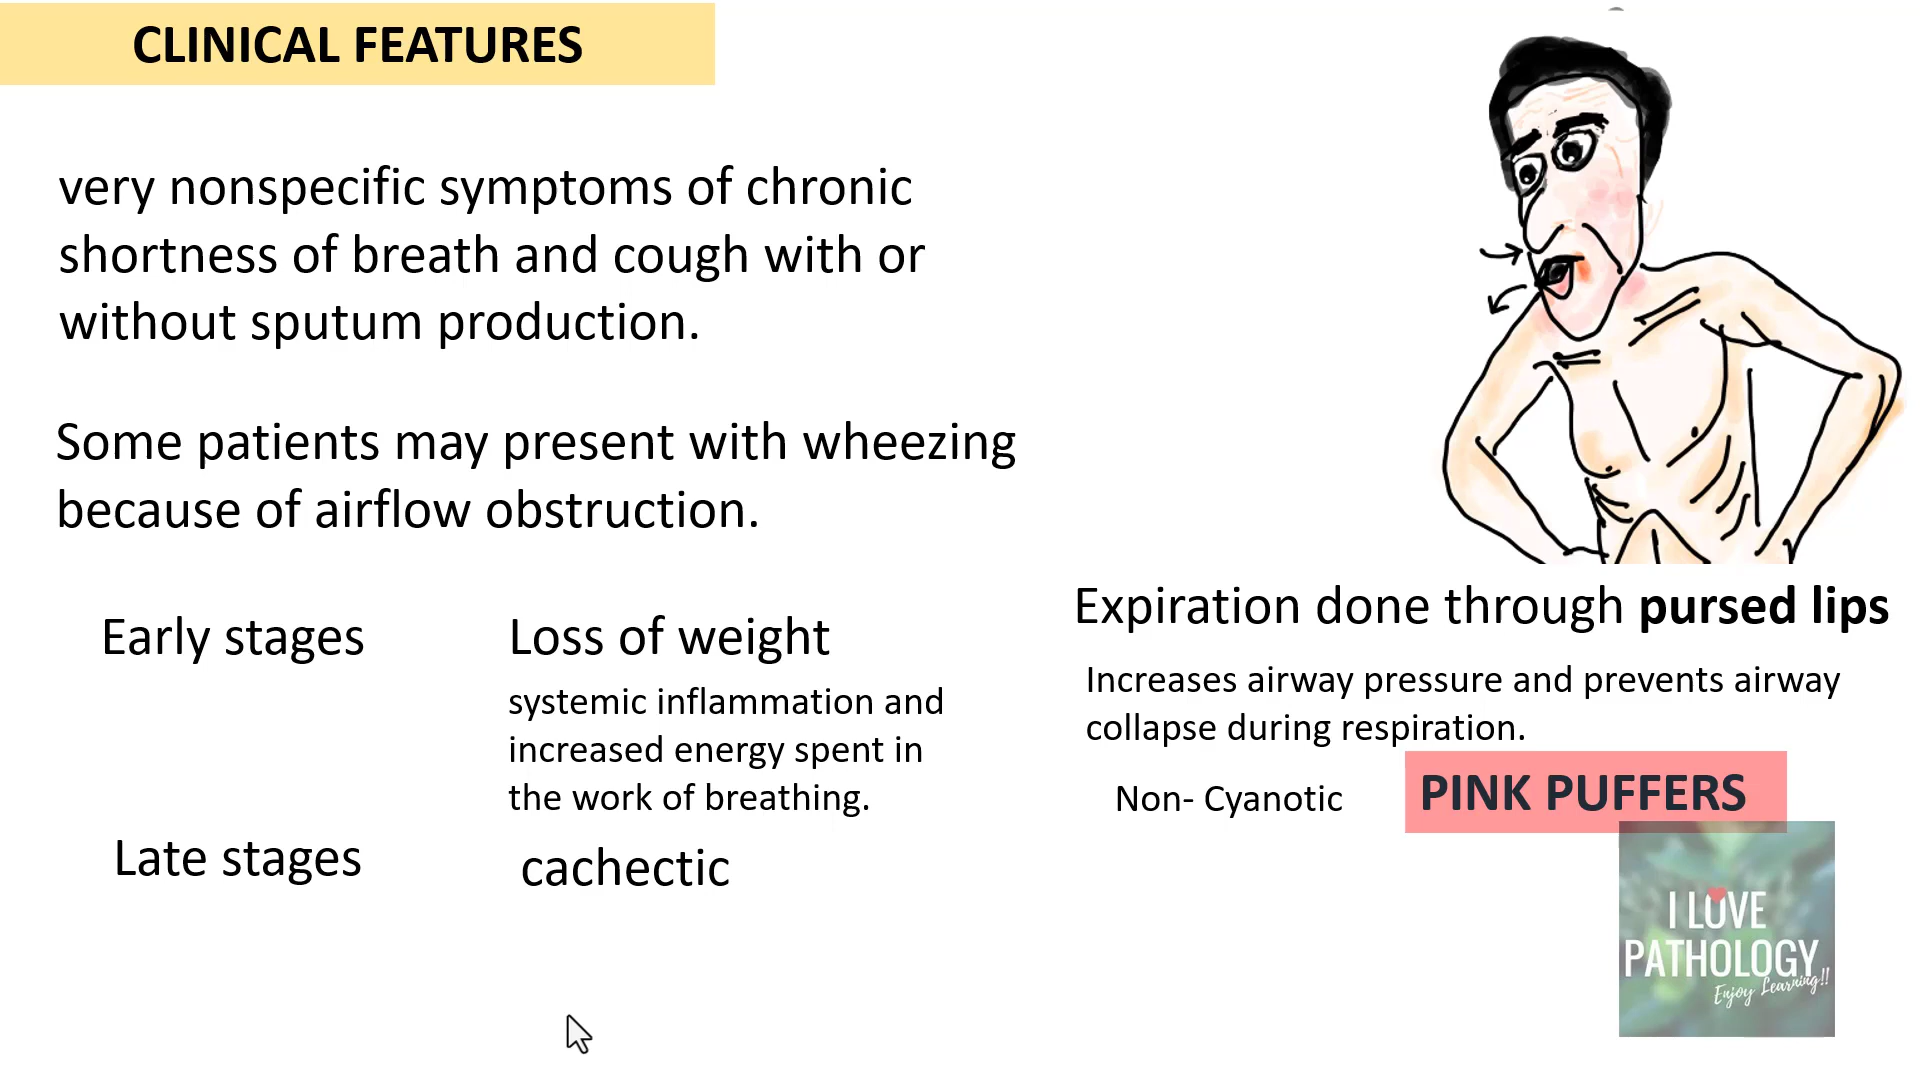 CLINICAL FEATURES
very nonspecific symptoms of chronic
shortness of breath and cough with or
without sputum production.
Some patients may present with wheezing
because of airflow obstruction.
Early stages
Loss of weight
systemic inflammation and
increased energy spent in
the work of breathing.
Late stages
cachectic
Expiration done through pursed lips
Increases airway pressure and prevents airway
collapse during respiration.
Non- Cyanotic
PINK PUFFERS
I LOVE
PATHOLOGY
Enjoy Learning!!